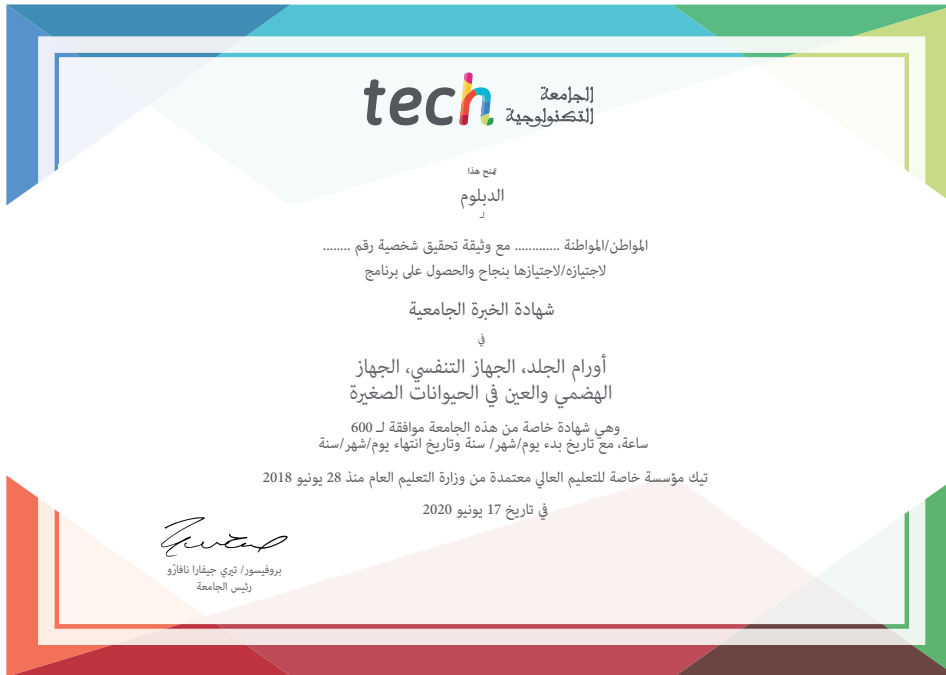 tech الجامعة
التكنولوجية
يمنح هذا
الدبلوم
لـ
المواطن/المواطنة ............ مع وثيقة تحقيق شخصية رقم ........
لاجتيازه/لاجتيازها بنجاح والحصول على برنامج
شهادة الخبرة الجامعية
في
أورام الجلد، الجهاز التنفسي، الجهاز
الهضمي والعين في الحيوانات الصغيرة
وهي شهادة خاصة من هذه الجامعة موافقة لـ 600
ساعة، مع تاريخ بدء يوم/شهر/ سنة وتاريخ انتهاء يوم/شهر/سنة
تيك مؤسسة خاصة للتعليم العالي معتمدة من وزارة التعليم العام منذ 28 يونيو 2018
في تاريخ 17 يونيو 2020
بروفيسور/ تيري جيفارا نافارّو
رئيس الجامعة